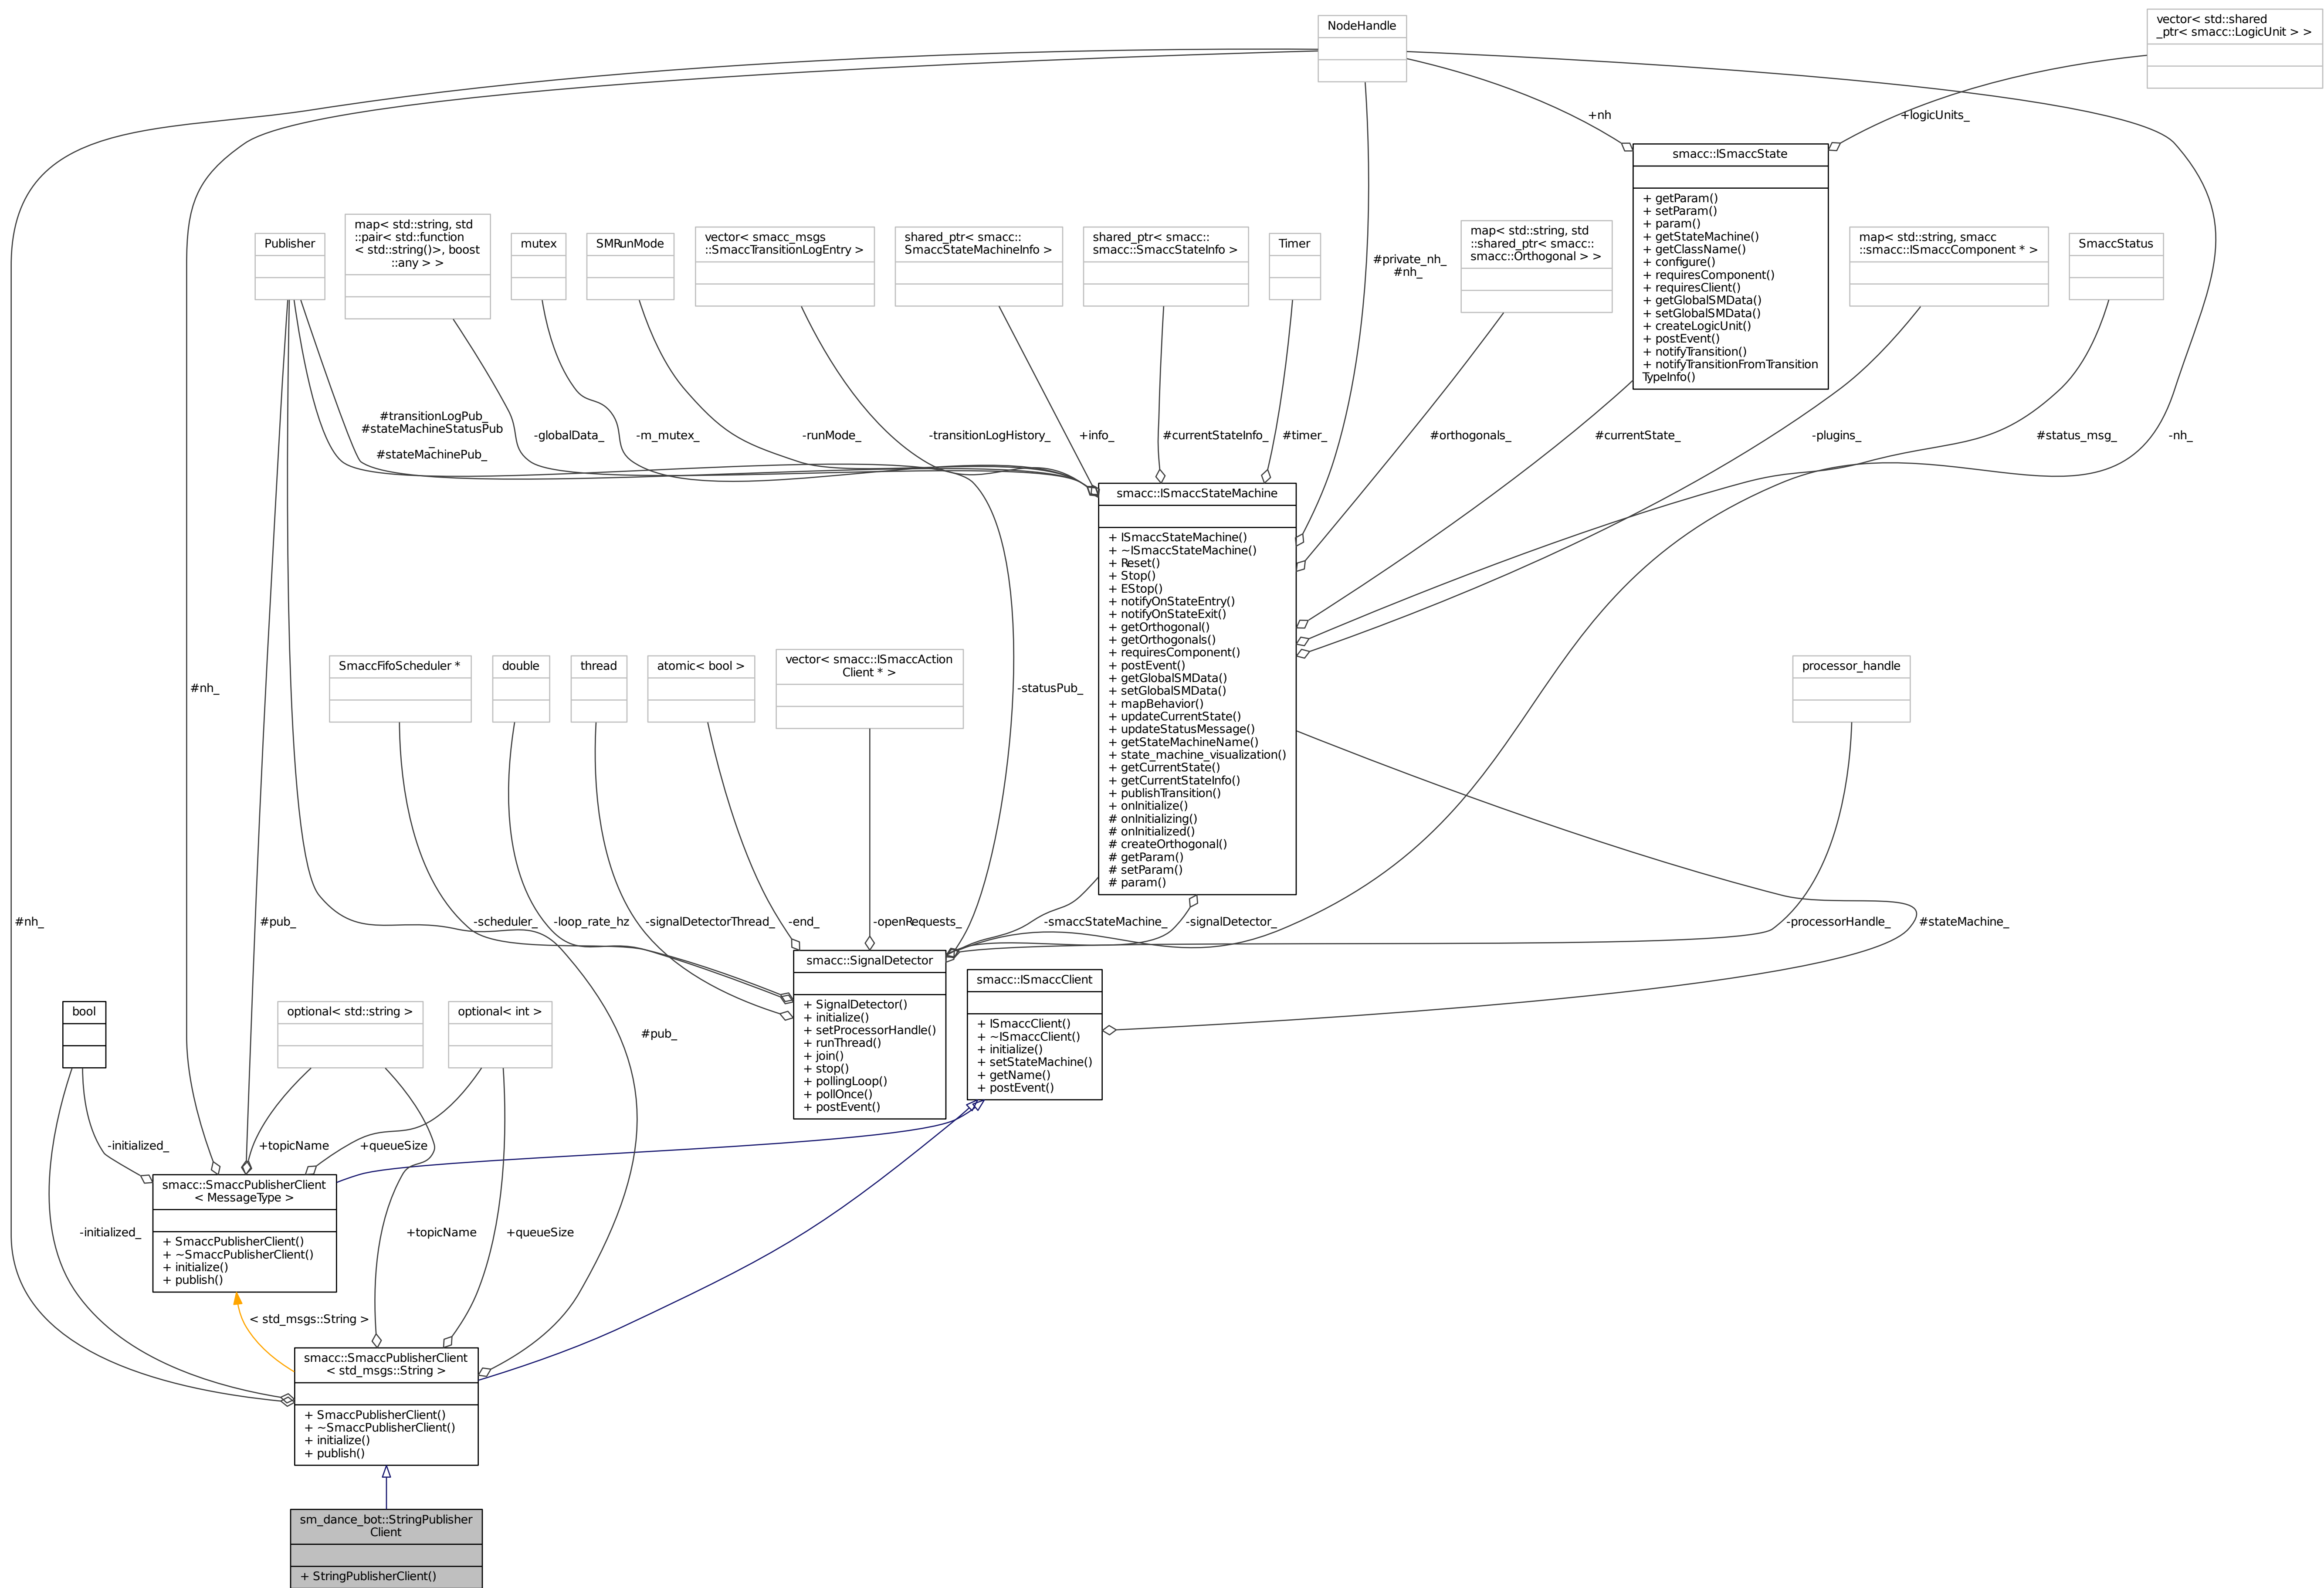 NodeHandle
vector< std::shared
_ptr< smacc::LogicUnit > >
+nh
+logicUnits_
smacc::ISmaccState
+ getParam()
+ setParam()
+ param()
+ getStateMachine()
+ getClassName()
+ configure()
+ requiresComponent()
+ requiresClient()
+ getGlobalSMData()
+ setGlobalSMData()
+ createLogicUnit()
+ postEvent()
+ notifyTransition()
+ notifyTransitionFromTransition
TypeInfo()
Publisher
map< std::string, std
::pair< std::function
< std::string()>, boost
::any > >
mutex
SMRunMode
vector< smacc_msgs
::SmaccTransitionLogEntry >
shared_ptr< smacc::
SmaccStateMachineInfo >
shared_ptr< smacc::
smacc::SmaccStateInfo >
Timer
#private_nh_
#nh_
map< std::string, std
::shared_ptr< smacc::
smacc::Orthogonal > >
map< std::string, smacc
::smacc::ISmaccComponent * >
SmaccStatus
#transitionLogPub_
#stateMachineStatusPub
_
#stateMachinePub_
-globalData_
-m_mutex_
-runMode_
-transitionLogHistory_
+info_
#currentStateInfo_
#timer_
#orthogonals_
#currentState_
-plugins_
#status_msg_
-nh_
smacc::ISmaccStateMachine
+ ISmaccStateMachine()
+ ~ISmaccStateMachine()
+ Reset()
+ Stop()
+ EStop()
+ notifyOnStateEntry()
+ notifyOnStateExit()
+ getOrthogonal()
+ getOrthogonals()
+ requiresComponent()
+ postEvent()
+ getGlobalSMData()
+ setGlobalSMData()
+ mapBehavior()
+ updateCurrentState()
+ updateStatusMessage()
+ getStateMachineName()
+ state_machine_visualization()
+ getCurrentState()
+ getCurrentStateInfo()
+ publishTransition()
+ onInitialize()
# onInitializing()
# onInitialized()
# createOrthogonal()
# getParam()
# setParam()
# param()
#nh_
SmaccFifoScheduler *
double
thread
atomic< bool >
vector< smacc::ISmaccAction
Client * >
-statusPub_
processor_handle
#nh_
#pub_
-scheduler_
-loop_rate_hz
-signalDetectorThread_
-end_
-openRequests_
-smaccStateMachine_
-signalDetector_
-processorHandle_
#stateMachine_
smacc::SignalDetector
+ SignalDetector()
+ initialize()
+ setProcessorHandle()
+ runThread()
+ join()
+ stop()
+ pollingLoop()
+ pollOnce()
+ postEvent()
smacc::ISmaccClient
+ ISmaccClient()
+ ~ISmaccClient()
+ initialize()
+ setStateMachine()
+ getName()
+ postEvent()
bool
optional< std::string >
optional< int >
#pub_
-initialized_
+topicName
+queueSize
smacc::SmaccPublisherClient
< MessageType >
+ SmaccPublisherClient()
+ ~SmaccPublisherClient()
+ initialize()
+ publish()
-initialized_
+topicName
+queueSize
< std_msgs::String >
smacc::SmaccPublisherClient
< std_msgs::String >
+ SmaccPublisherClient()
+ ~SmaccPublisherClient()
+ initialize()
+ publish()
sm_dance_bot::StringPublisher
Client
+ StringPublisherClient()